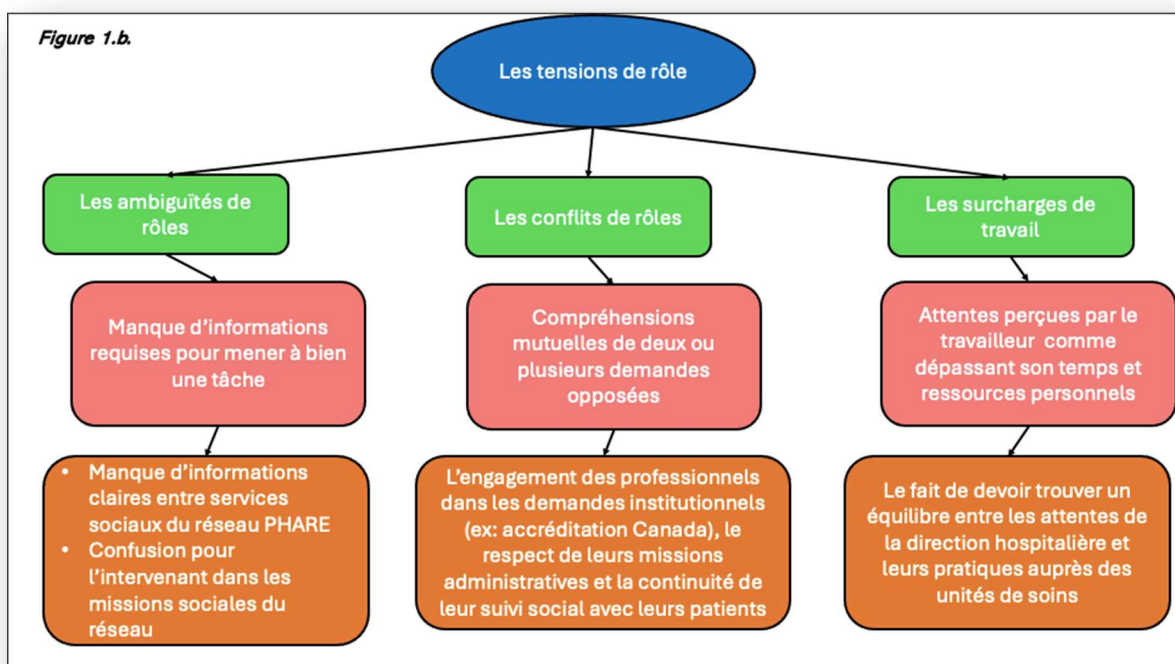 Figure 1.b.
Les tensions de rôle
Les ambiguïtés de
rôles
Les conflits de rôles
Les surcharges de
travail
Manque d’informations
requises pour mener à bien
une tâche
Compréhensions
mutuelles de deux ou
plusieurs demandes
opposées
Attentes perçues par le
travailleur comme
dépassant son temps et
ressources personnels
• Manque d’informations
claires entre services
sociaux du réseau PHARE
• Confusion pour
l’intervenant dans les
missions sociales du
réseau
L’engagement des professionnels
dans les demandes institutionnels
(ex: accréditation Canada), le
respect de leurs missions
administratives et la continuité de
leur suivi social avec leurs patients
Le fait de devoir trouver un
équilibre entre les attentes de
la direction hospitalière et
leurs pratiques auprès des
unités de soins